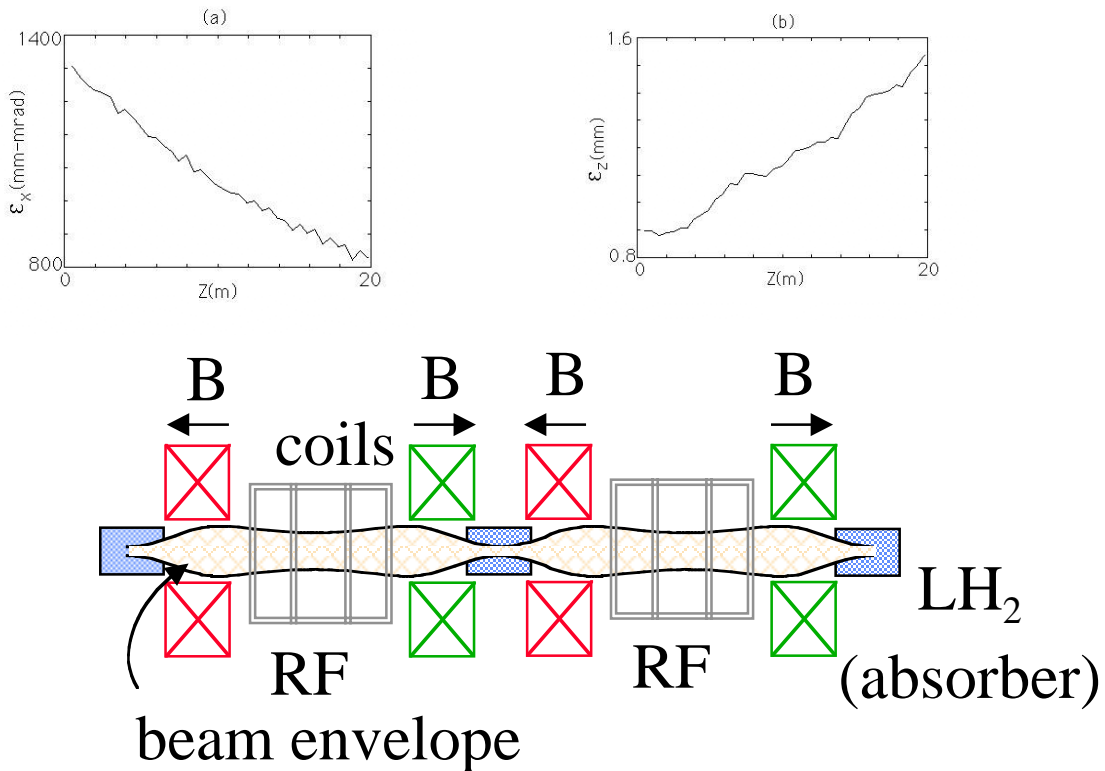 (a)
1400
εx(mm-mrad)
800
0
Z(m)
20
(b)
1.6
εz(mm)
0.8
0
Z(m)
20
B B B B
coils
LH2
RF RF
(absorber)
beam envelope